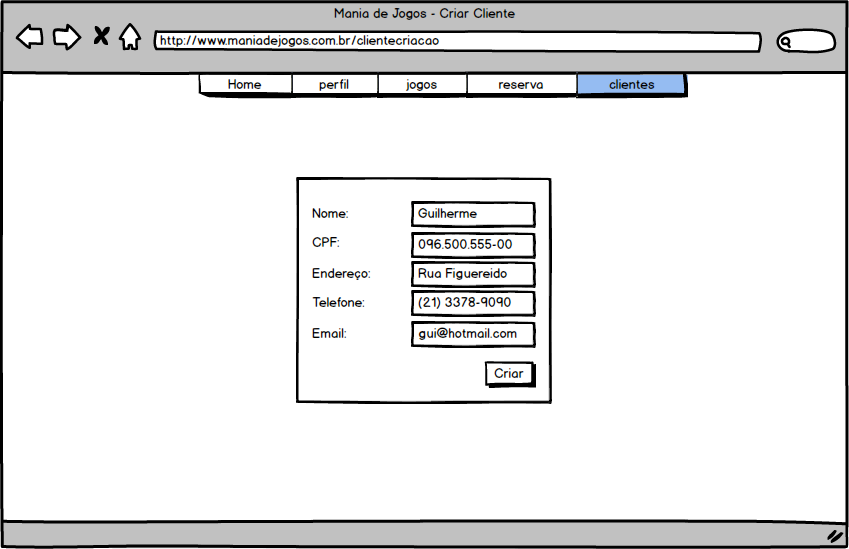 Mania de Jogos - Criar Cliente
http://www.maniadejogos.com.br/clientecriacao
Home perfil jogos reserva clientes
Nome: Guilherme
CPF: 096.500.555-00
Endereço: Rua Figuereido
Telefone: (21) 3378-9090
Email: gui@hotmail.com
Criar